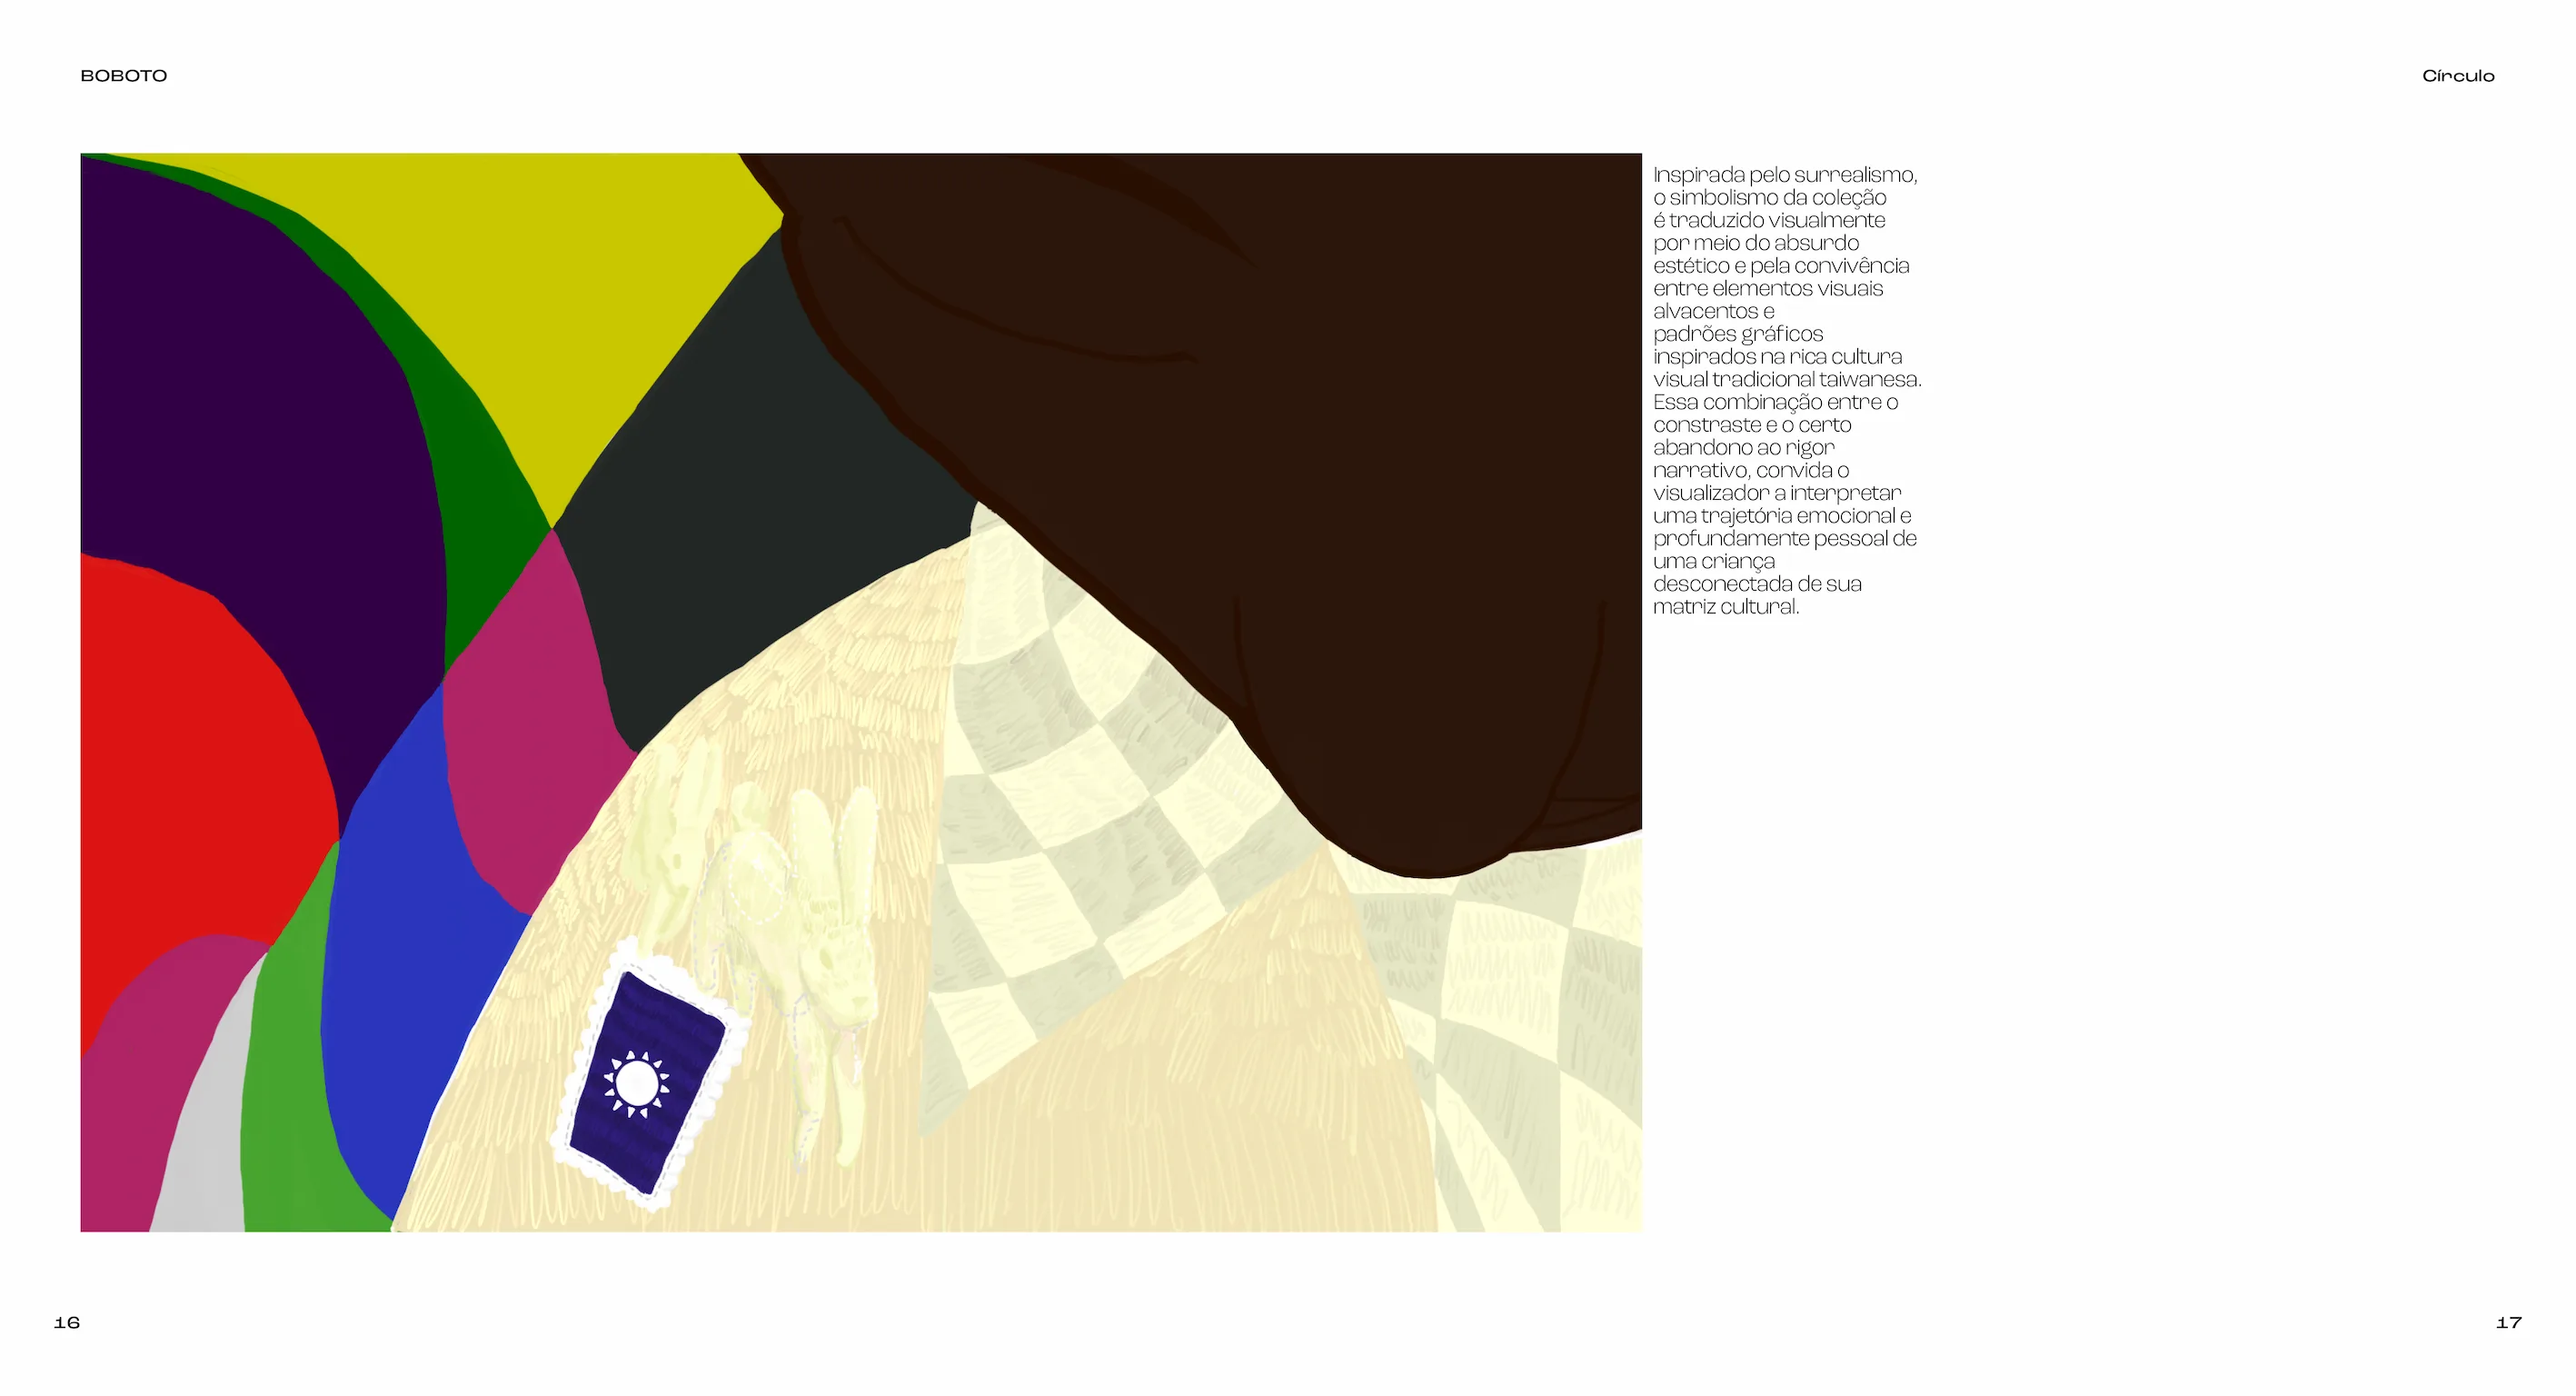 BOBOTO
Círculo
Inspirada pelo surrealismo,
o simbolismo da coleção
é traduzido visualmente
por meio do absurdo
estético e pela convivência
entre elementos visuais
alvacentos e
padrões gráficos
inspirados na rica cultura
visual tradicional taiwanesa.
Essa combinação entre o
constraste e o certo
abandono ao rigor
narrativo, convida o
visualizador a interpretar
uma trajetória emocional e
profundamente pessoal de
uma criança
desconectada de sua
matriz cultural.
16
17